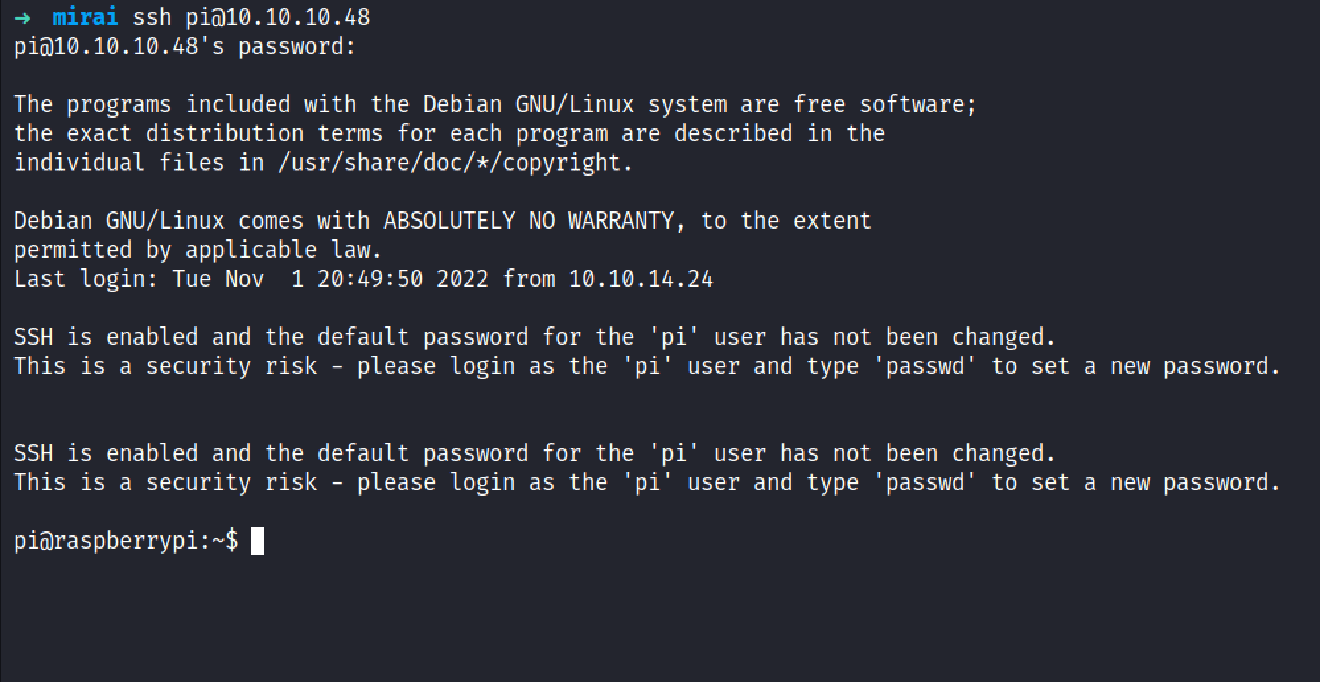 → mirai ssh pi@10.10.10.48
pi@10.10.10.48's password:
The programs included with the Debian GNU/Linux system are free software;
the exact distribution terms for each program are described in the
individual files in /usr/share/doc/*/copyright.
Debian GNU/Linux comes with ABSOLUTELY NO WARRANTY, to the extent
permitted by applicable law.
Last login: Tue Nov  1 20:49:50 2022 from 10.10.14.24
SSH is enabled and the default password for the 'pi' user has not been changed.
This is a security risk - please login as the 'pi' user and type 'passwd' to set a new password.
SSH is enabled and the default password for the 'pi' user has not been changed.
This is a security risk - please login as the 'pi' user and type 'passwd' to set a new password.
pi@raspberrypi:~$